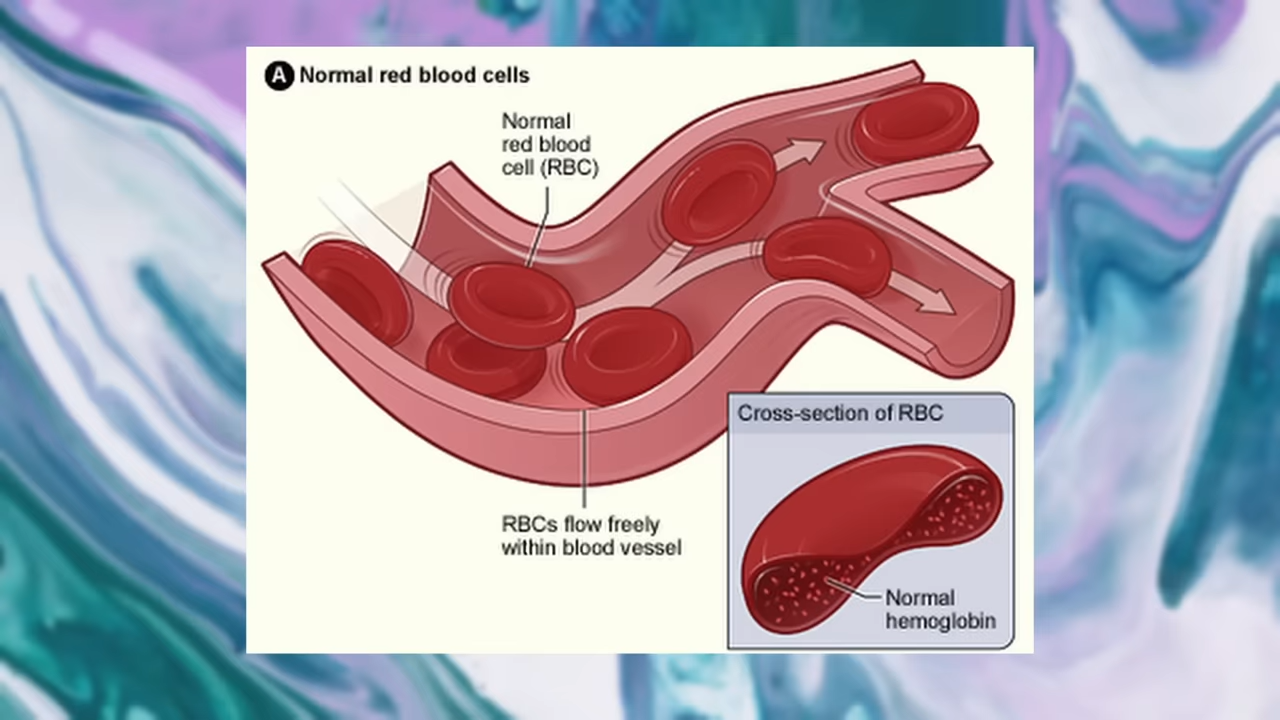 A Normal red blood cells
Normal
red blood
cell (RBC)
RBCs flow freely
within blood vessel
Cross-section of RBC
Normal
hemoglobin